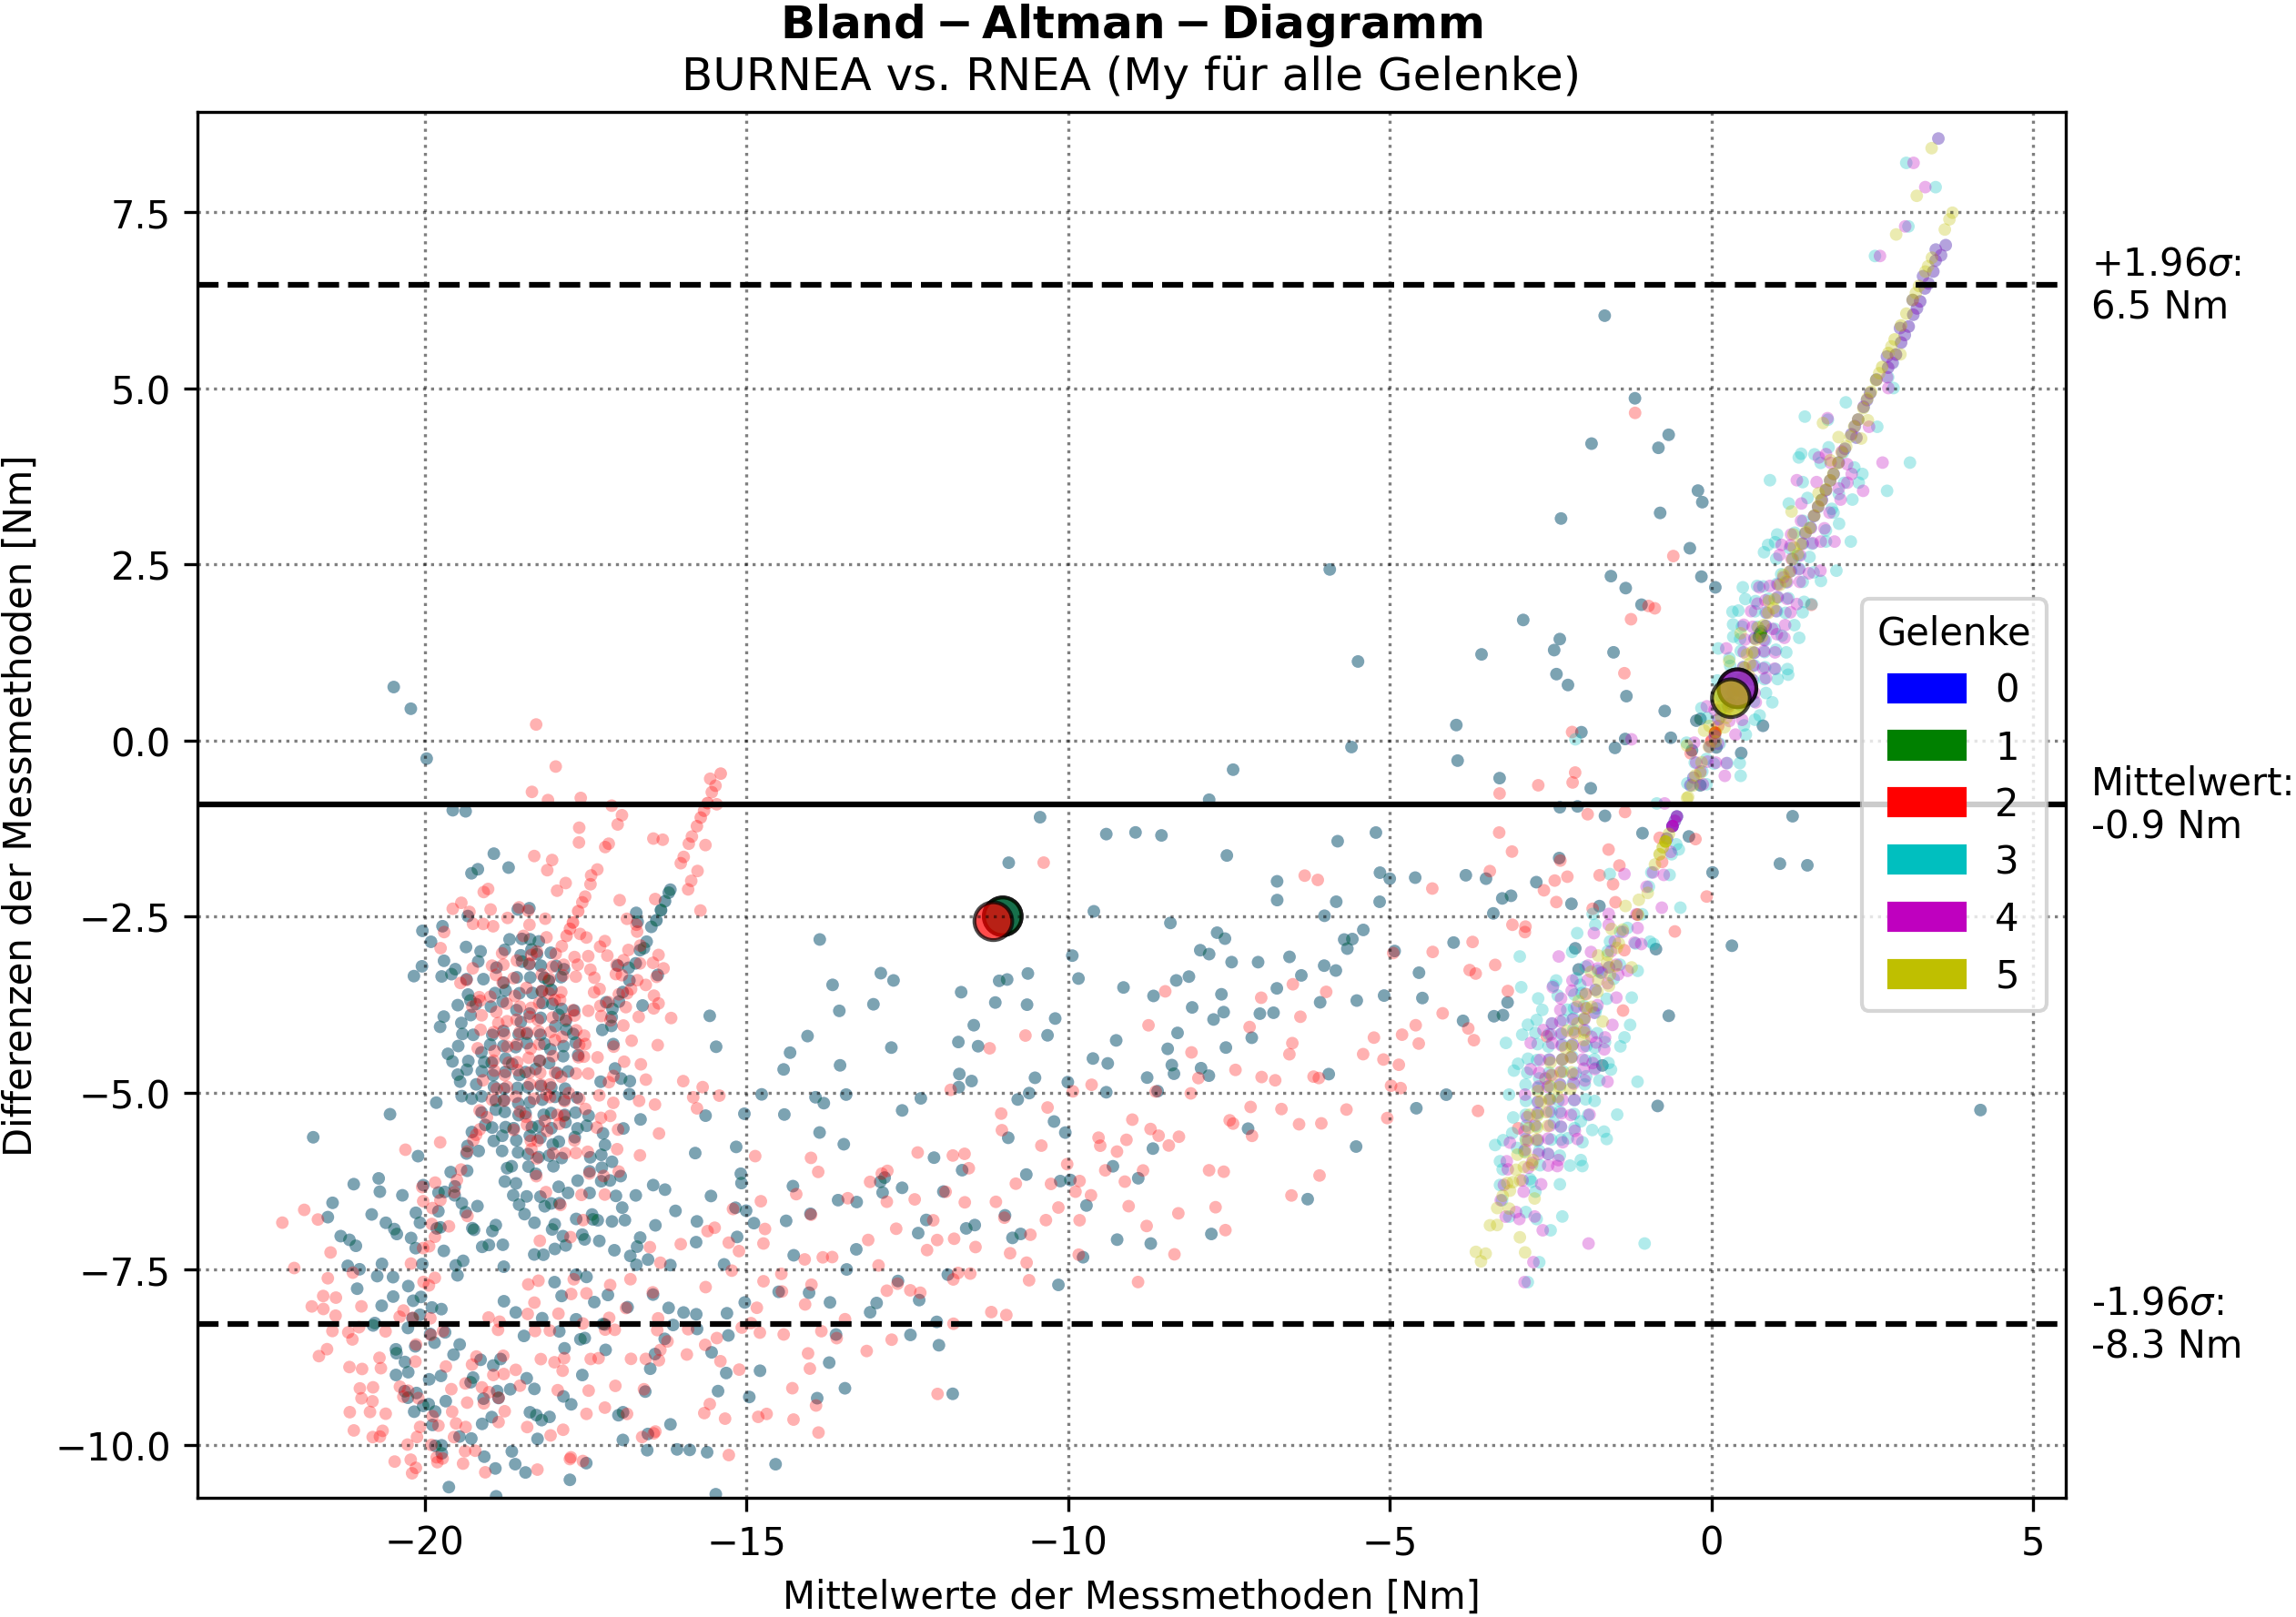 Bland − Altman − Diagramm
BURNEA vs. RNEA (My für alle Gelenke)
Differenzen der Messmethoden [Nm]
7.5
5.0
2.5
0.0
−2.5
−5.0
−7.5
−10.0
+1.96σ:
6.5 Nm
Mittelwert:
-0.9 Nm
-1.96σ:
-8.3 Nm
Gelenke
0
1
2
3
4
5
−20
−15
−10
−5
0
5
Mittelwerte der Messmethoden [Nm]